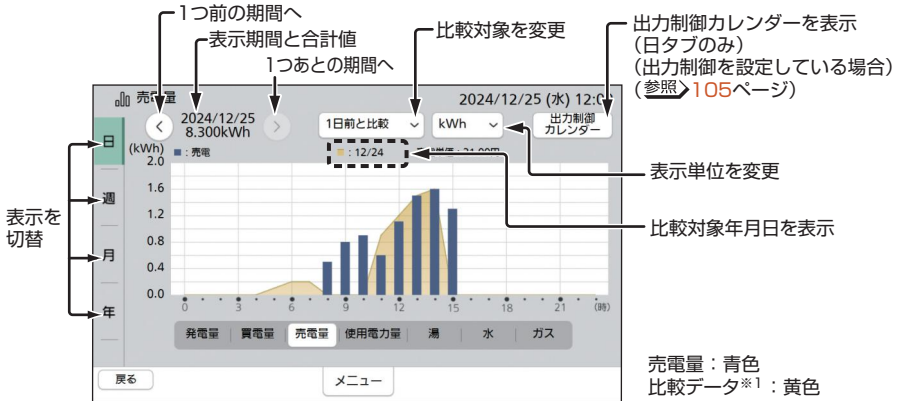 1つ前の期間へ
表示期間と合計値
1つあとの期間へ
比較対象を変更
出力制御カレンダーを表示
（日タブのみ）
（出力制御を設定している場合）
（参照 105ページ）
売電量
2024/12/25 (水) 12:0
2024/12/25
8.300kWh
1日前と比較
kWh
出力制御
カレンダー
日
(kWh)
：売電
：12/24
2.0
1.6
1.2
0.8
0.4
0.0
週
月
年
0 3 6 9 12 15 18 21 (時)
表示を
切替
表示単位を変更
比較対象年月日を表示
発電量 買電量 売電量 使用電力量 湯 水 ガス
戻る
メニュー
売電量：青色
比較データ※1：黄色